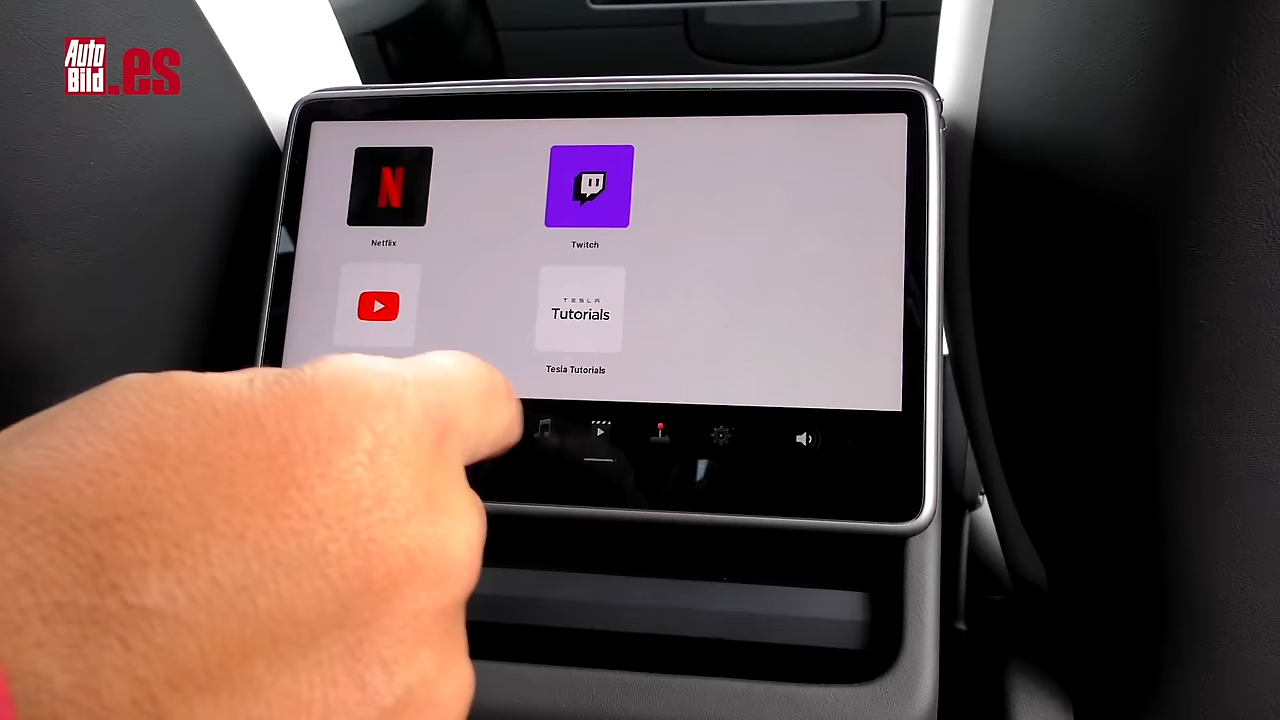 Auto
Bild.es
N
Netflix
Twitch
TESLA
Tutorials
Tesla Tutorials